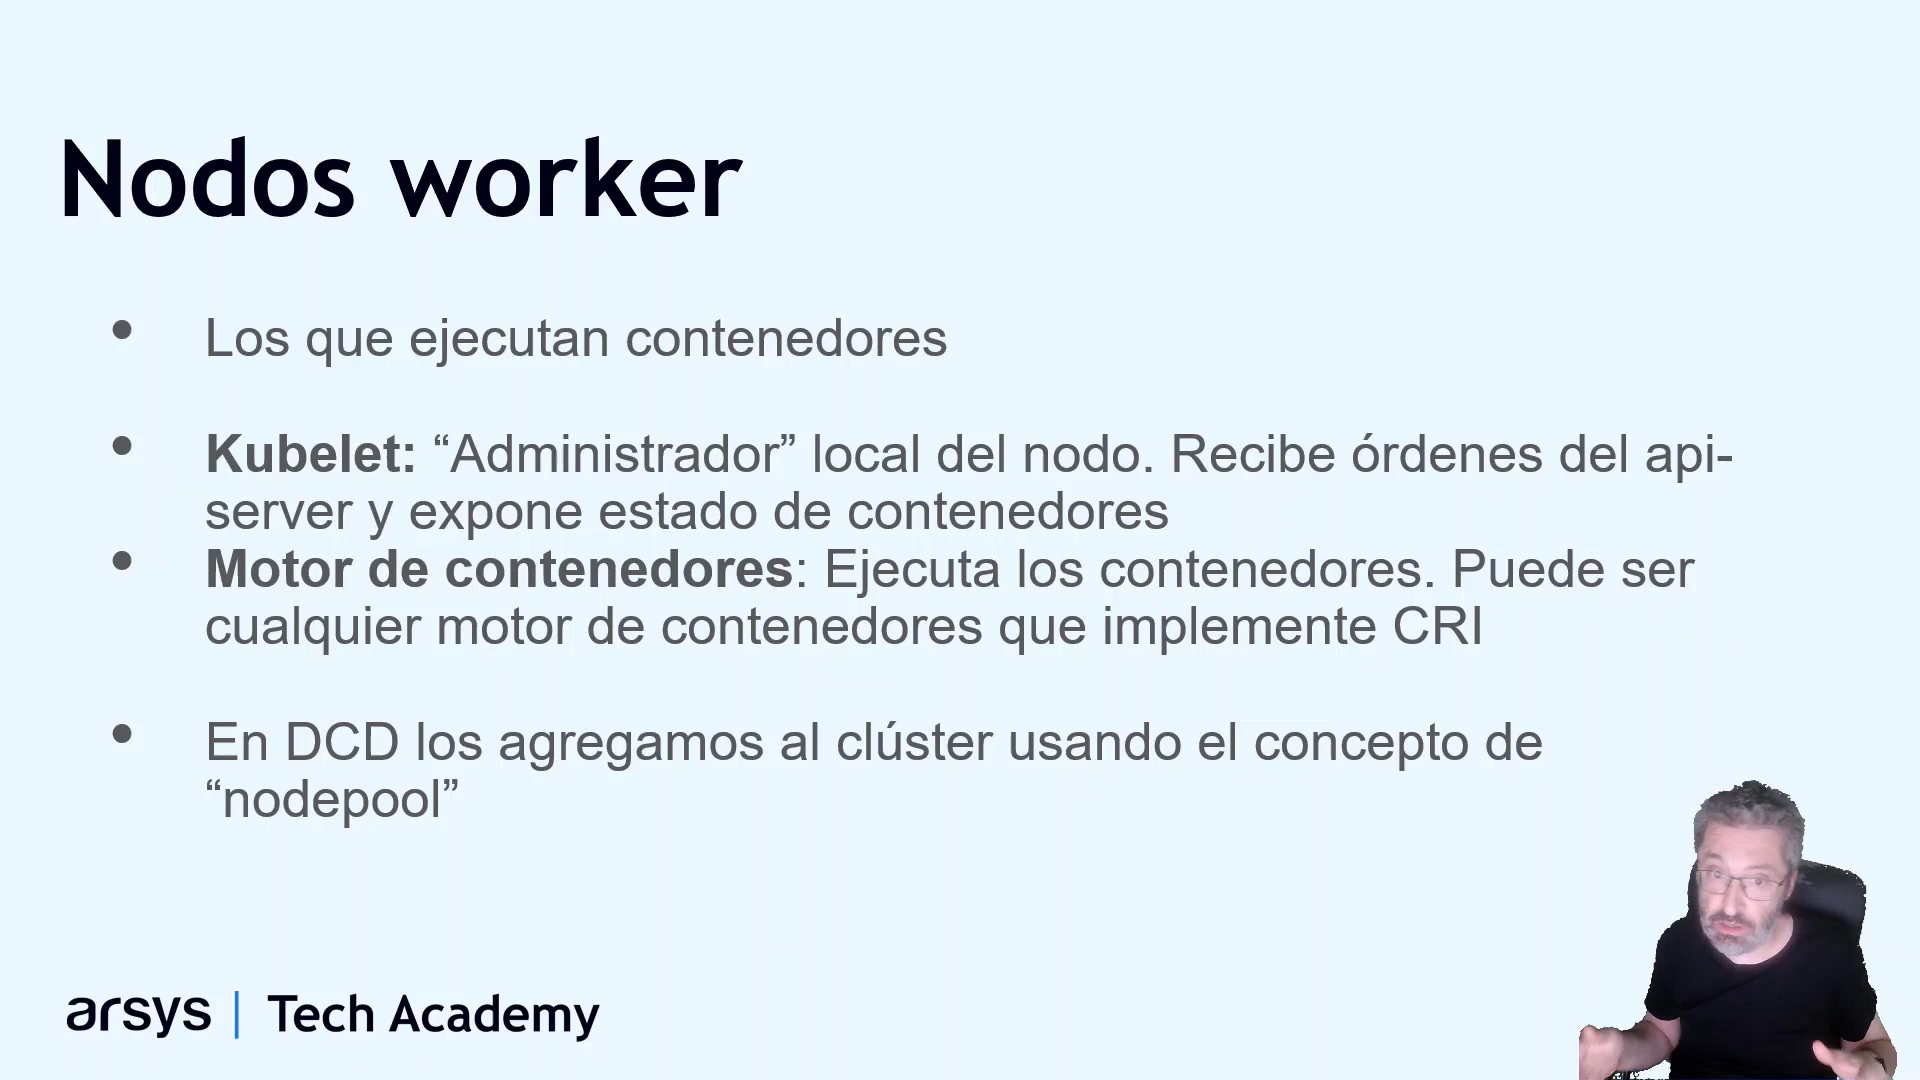 Nodos worker
• Los que ejecutan contenedores
• Kubelet: “Administrador” local del nodo. Recibe órdenes del api-
server y expone estado de contenedores
• Motor de contenedores: Ejecuta los contenedores. Puede ser
cualquier motor de contenedores que implemente CRI
• En DCD los agregamos al clúster usando el concepto de
“nodepool”
arsys | Tech Academy